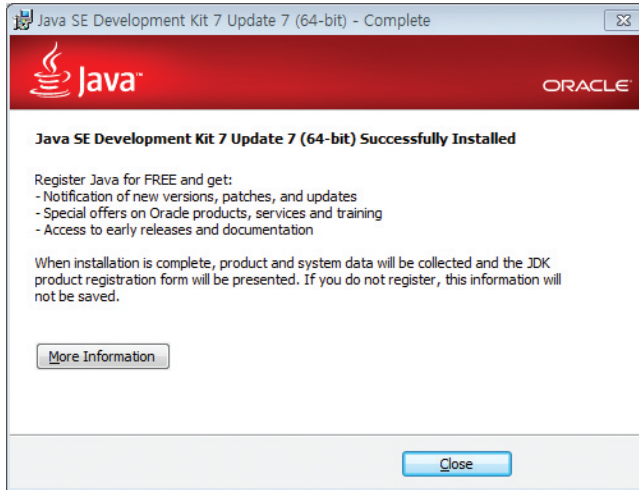 Java SE Development Kit 7 Update 7 (64-bit) - Complete
Java™
ORACLE
Java SE Development Kit 7 Update 7 (64-bit) Successfully Installed
Register Java for FREE and get:
- Notification of new versions, patches, and updates
- Special offers on Oracle products, services and training
- Access to early releases and documentation
When installation is complete, product and system data will be collected and the JDK
product registration form will be presented. If you do not register, this information will
not be saved.
More Information
Close